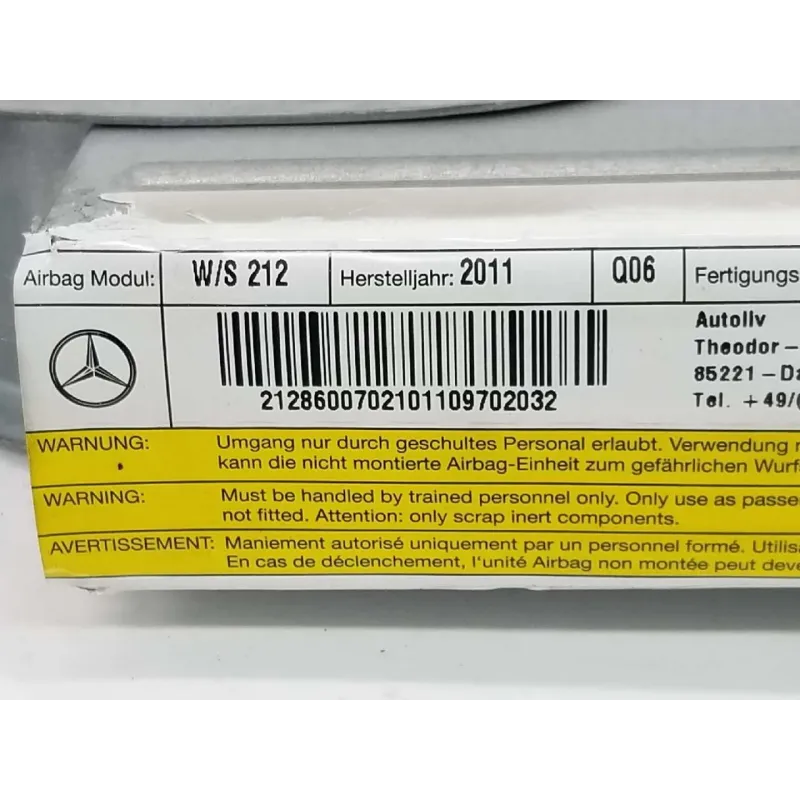 Airbag Modul: W/S 212 Herstelljahr: 2011 Q06 Fertigungs
Autoliv
Theodor –
85221 – Da
Tel. +49/(
2128600702101109702032
WARNUNG: Umgang nur durch geschultes Personal erlaubt. Verwendung
kann die nicht montierte Airbag-Einheit zum gefährlichen Wurf
WARNING: Must be handled by trained personnel only. Only use as passe
not fitted. Attention: only scrap inert components.
AVERTISSEMENT: Maniement autorisé uniquement par un personnel formé. Utilis
En cas de déclenchement, l'unité Airbag non montée peut deve